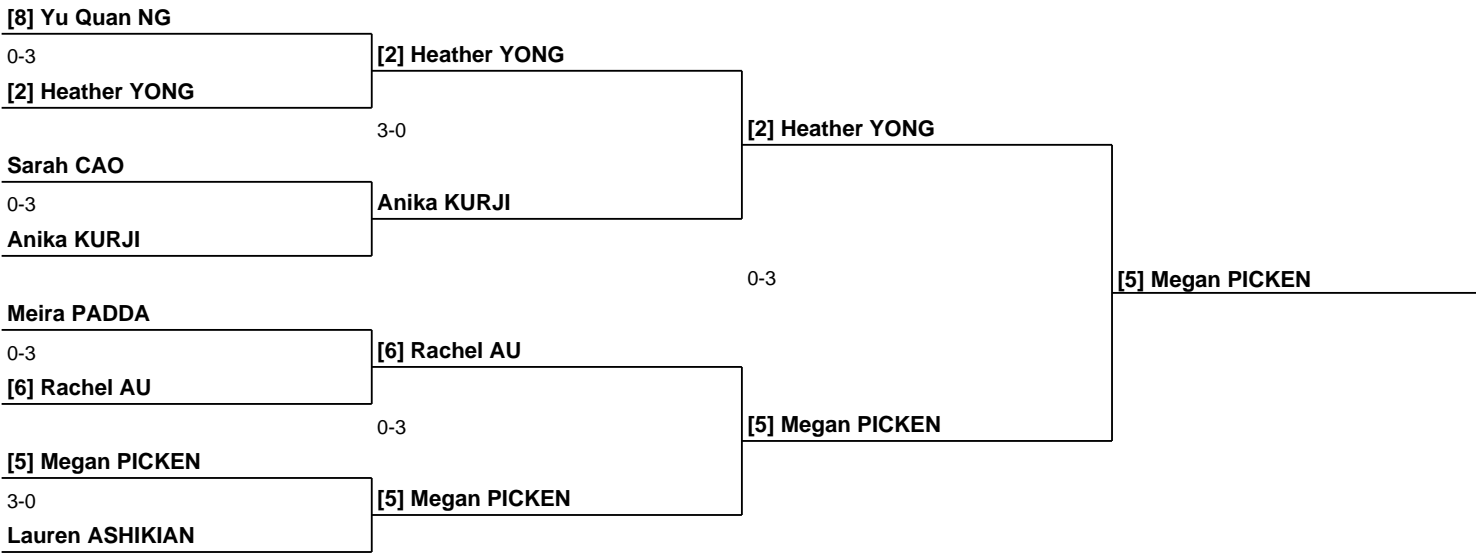 [8] Yu Quan NG
0-3
[2] Heather YONG
[2] Heather YONG
3-0
[2] Heather YONG
Sarah CAO
0-3
Anika KURJI
Anika KURJI
0-3
[5] Megan PICKEN
Meira PADDA
0-3
[6] Rachel AU
[6] Rachel AU
0-3
[5] Megan PICKEN
[5] Megan PICKEN
3-0
[5] Megan PICKEN
Lauren ASHIKIAN